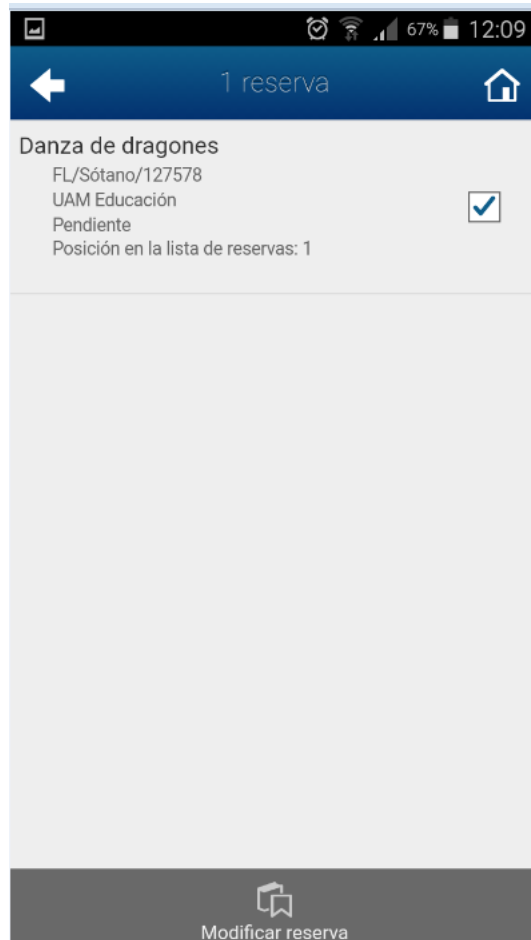 67% 12:09
1 reserva
Danza de dragones
FL/Sótano/127578
UAM Educación
Pendiente
Posición en la lista de reservas: 1
Modificar reserva